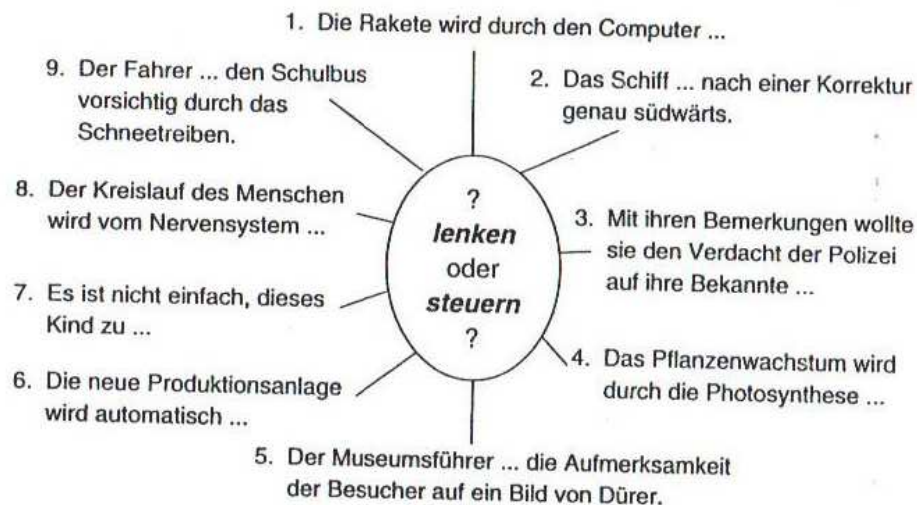 1. Die Rakete wird durch den Computer ...
2. Das Schiff ... nach einer Korrektur
genau südwärts.
3. Mit ihren Bemerkungen wollte
sie den Verdacht der Polizei
auf ihre Bekannte ...
4. Das Pflanzenwachstum wird
durch die Photosynthese ...
5. Der Museumsführer ... die Aufmerksamkeit
der Besucher auf ein Bild von Dürer.
6. Die neue Produktionsanlage
wird automatisch ...
7. Es ist nicht einfach, dieses
Kind zu ...
8. Der Kreislauf des Menschen
wird vom Nervensystem ...
9. Der Fahrer ... den Schulbus
vorsichtig durch das
Schneetreiben.
?
lenken
oder
steuern
?